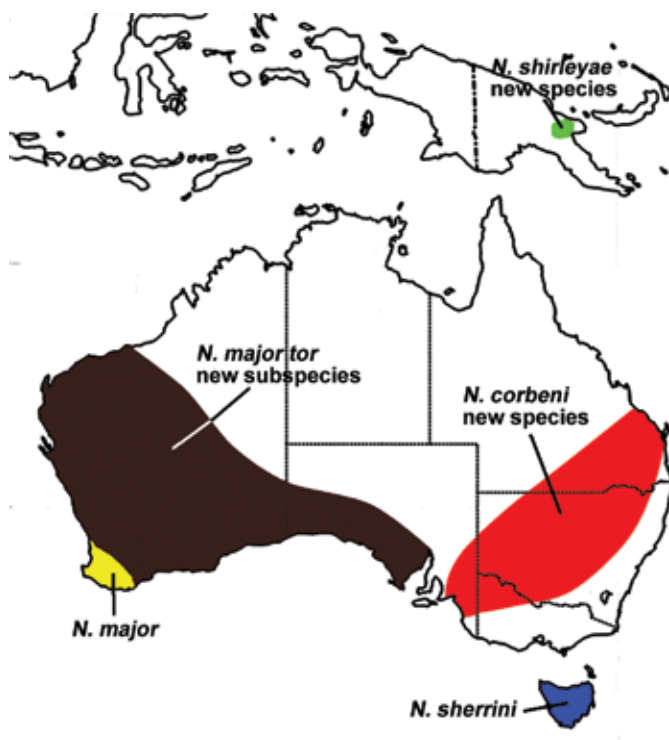 N. shirleyae
new species
N. major tor
new subspecies
N. corbeni
new species
N. major
N. sherrini